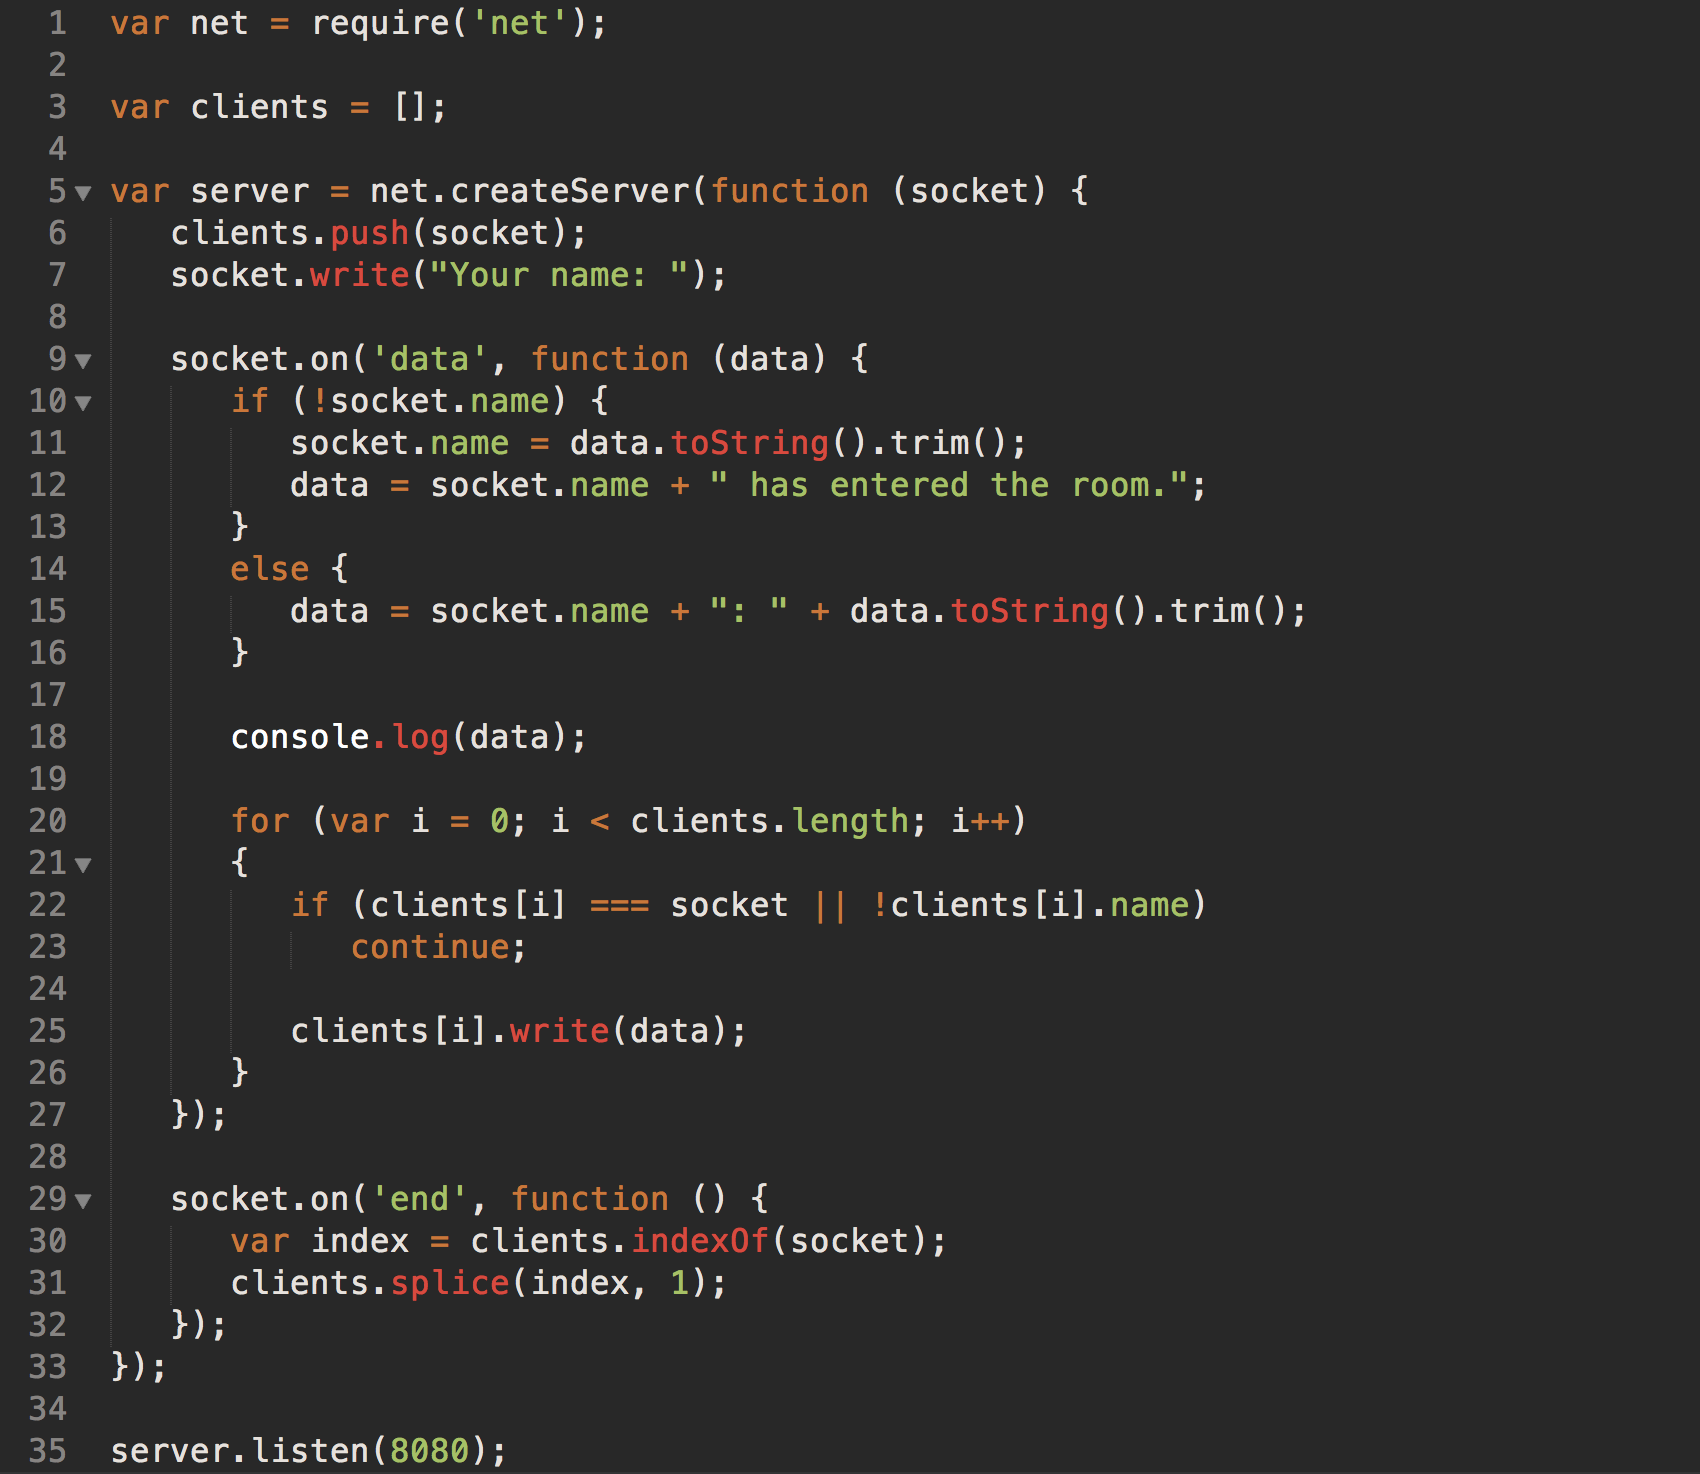 1 var net = require('net');
2
3 var clients = [];
4
5 var server = net.createServer(function (socket) {
6    clients.push(socket);
7    socket.write("Your name: ");
8
9    socket.on('data', function (data) {
10       if (!socket.name) {
11          socket.name = data.toString().trim();
12          data = socket.name + " has entered the room.";
13       }
14       else {
15          data = socket.name + ": " + data.toString().trim();
16       }
17
18       console.log(data);
19
20       for (var i = 0; i < clients.length; i++)
21       {
22          if (clients[i] === socket || !clients[i].name)
23             continue;
24
25          clients[i].write(data);
26       }
27    });
28
29    socket.on('end', function () {
30       var index = clients.indexOf(socket);
31       clients.splice(index, 1);
32    });
33 });
34
35 server.listen(8080);